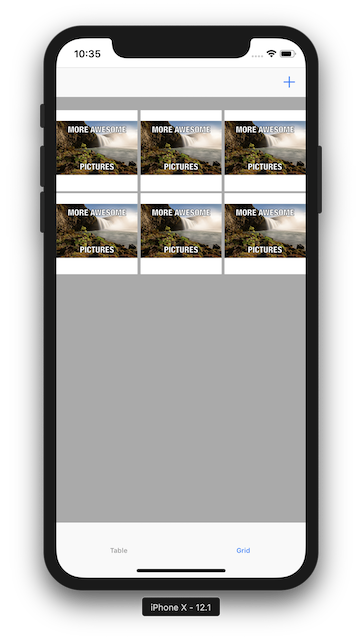 10:35
+
MORE AWESOME MORE AWESOME MORE AWESOME
PICTURES PICTURES PICTURES
MORE AWESOME MORE AWESOME MORE AWESOME
PICTURES PICTURES PICTURES
Table Grid
iPhone X - 12.1